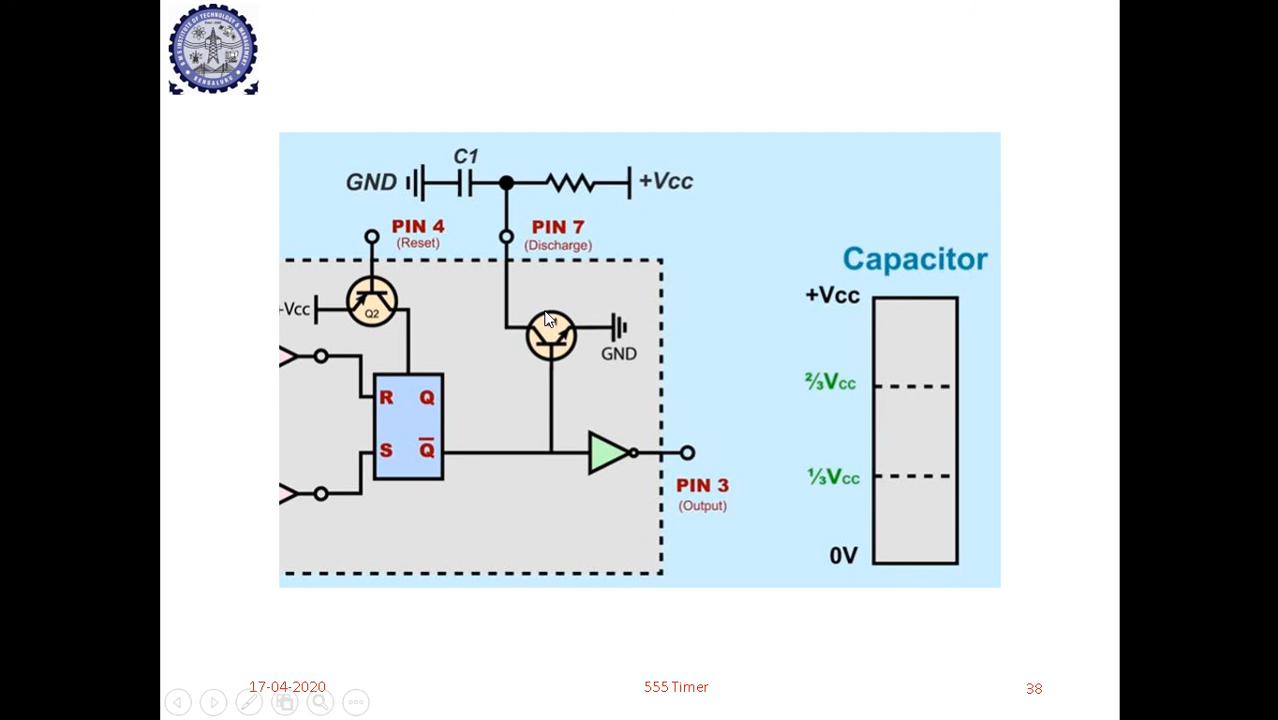 C1
GND
+Vcc
PIN 4
(Reset)
PIN 7
(Discharge)
Capacitor
+Vcc
-Vcc
Q2
GND
⅔Vcc
R Q
S Q̅
⅓Vcc
PIN 3
(Output)
0V
17-04-2020
555 Timer
38